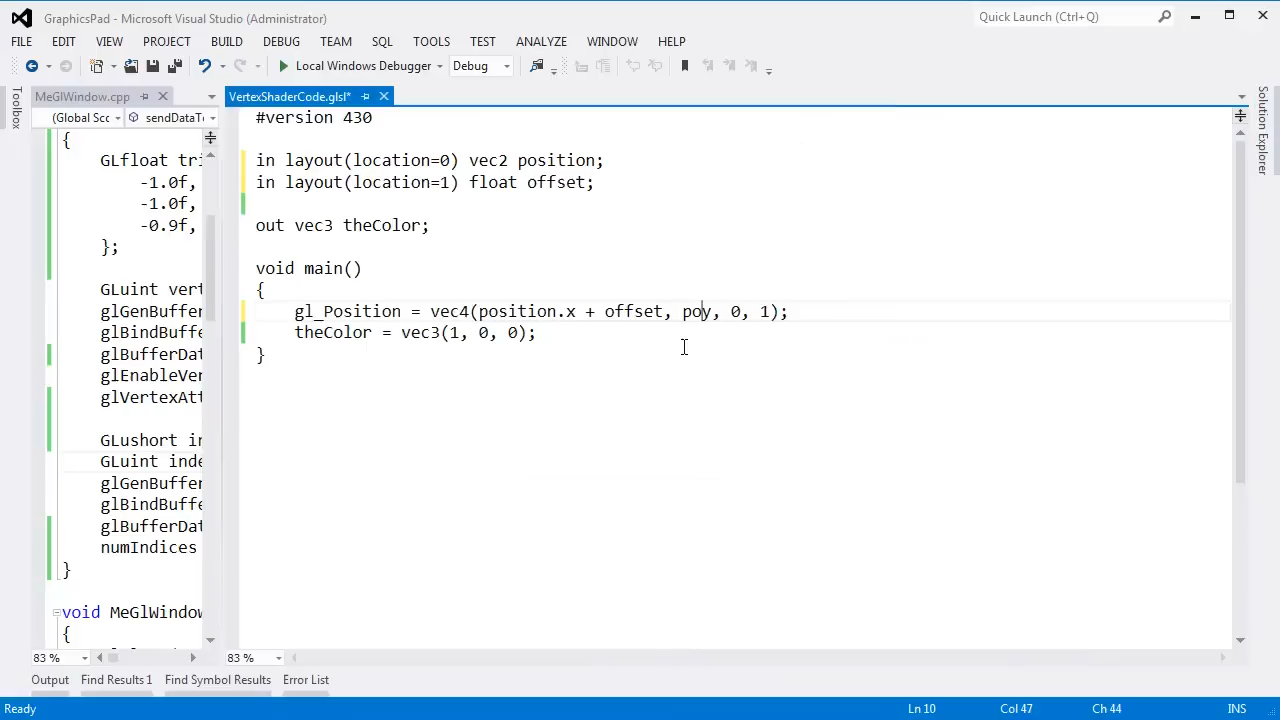 GraphicsPad - Microsoft Visual Studio (Administrator)
Quick Launch (Ctrl+Q)
FILE EDIT VIEW PROJECT BUILD DEBUG TEAM SQL TOOLS TEST ANALYZE WINDOW HELP
Local Windows Debugger Debug
Toolbox
MeGlWindow.cpp
(Global Scc sendDataTo
{
GLfloat tri
-1.0f,
-1.0f,
-0.9f,
};
GLuint vert
glGenBuffer
glBindBuffe
glBufferDat
glEnableVer
glVertexAtt
GLushort in
GLuint inde
glGenBuffer
glBindBuffe
glBufferDat
numIndices
}
void MeGlWindow
{
83 %
VertexShaderCode.glsl*
#version 430
in layout(location=0) vec2 position;
in layout(location=1) float offset;
out vec3 theColor;
void main()
{
gl_Position = vec4(position.x + offset, poy, 0, 1);
theColor = vec3(1, 0, 0);
}
83 %
Solution Explorer
Output Find Results 1 Find Symbol Results Error List
Ready Ln 10 Col 47 Ch 44 INS